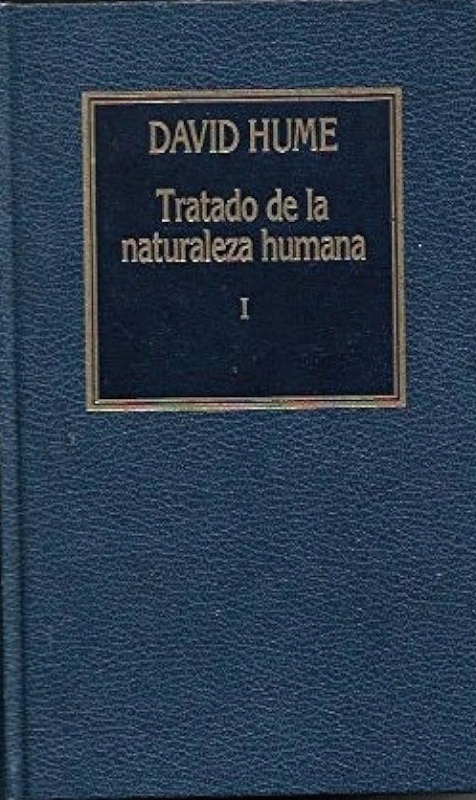 DAVID HUME
Tratado de la
naturaleza humana
I